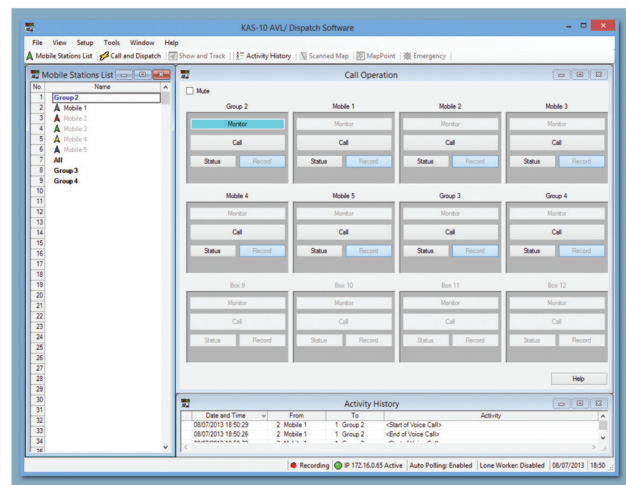 KAS-10 AVL/ Dispatch Software
File View Setup Tools Window Help
Mobile Stations List Call and Dispatch Show and Track Activity History Scanned Map MapPoint Emergency
Mobile Stations List
No. Name
1 Group 2
2 Mobile 1
3 Mobile 2
4 Mobile 3
5 Mobile 4
6 Mobile 5
7 All
8 Group 3
9 Group 4
10
11
12
13
14
15
16
17
18
19
20
21
22
23
24
25
26
27
28
29
30
31
32
33
34
Call Operation
Mute
Group 2 Mobile 1 Mobile 2 Mobile 3
Monitor Monitor Monitor Monitor
Call Call Call Call
Status Record Status Record Status Record Status Record
Mobile 4 Mobile 5 Group 3 Group 4
Monitor Monitor Monitor Monitor
Call Call Call Call
Status Record Status Record Status Record Status Record
Box 9 Box 10 Box 11 Box 12
Monitor Monitor Monitor Monitor
Call Call Call Call
Status Record Status Record Status Record Status Record
Help
Activity History
Date and Time From To Activity
08/07/2013 18:50:29 2 Mobile 1 1 Group 2 <Start of Voice Call>
08/07/2013 18:50:26 2 Mobile 1 1 Group 2 <End of Voice Call>
Recording IP 172.16.0.65 Active Auto Polling: Enabled Lone Worker: Disabled 08/07/2013 18:50